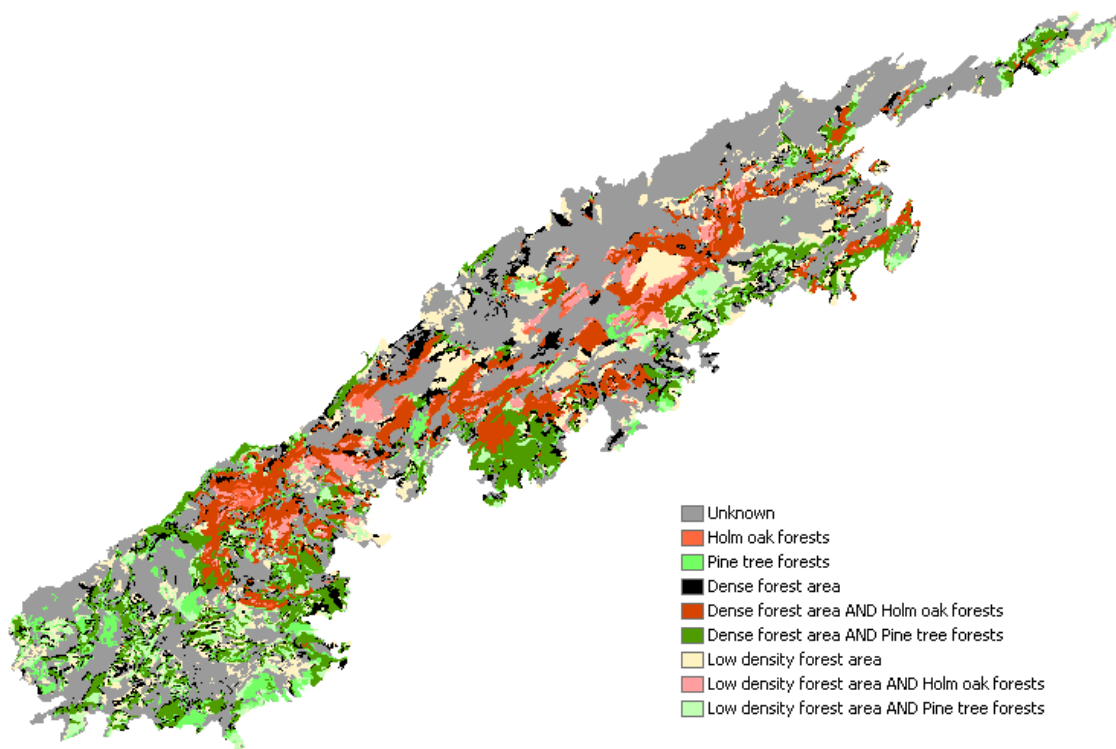 Unknown
Holm oak forests
Pine tree forests
Dense forest area
Dense forest area AND Holm oak forests
Dense forest area AND Pine tree forests
Low density forest area
Low density forest area AND Holm oak forests
Low density forest area AND Pine tree forests